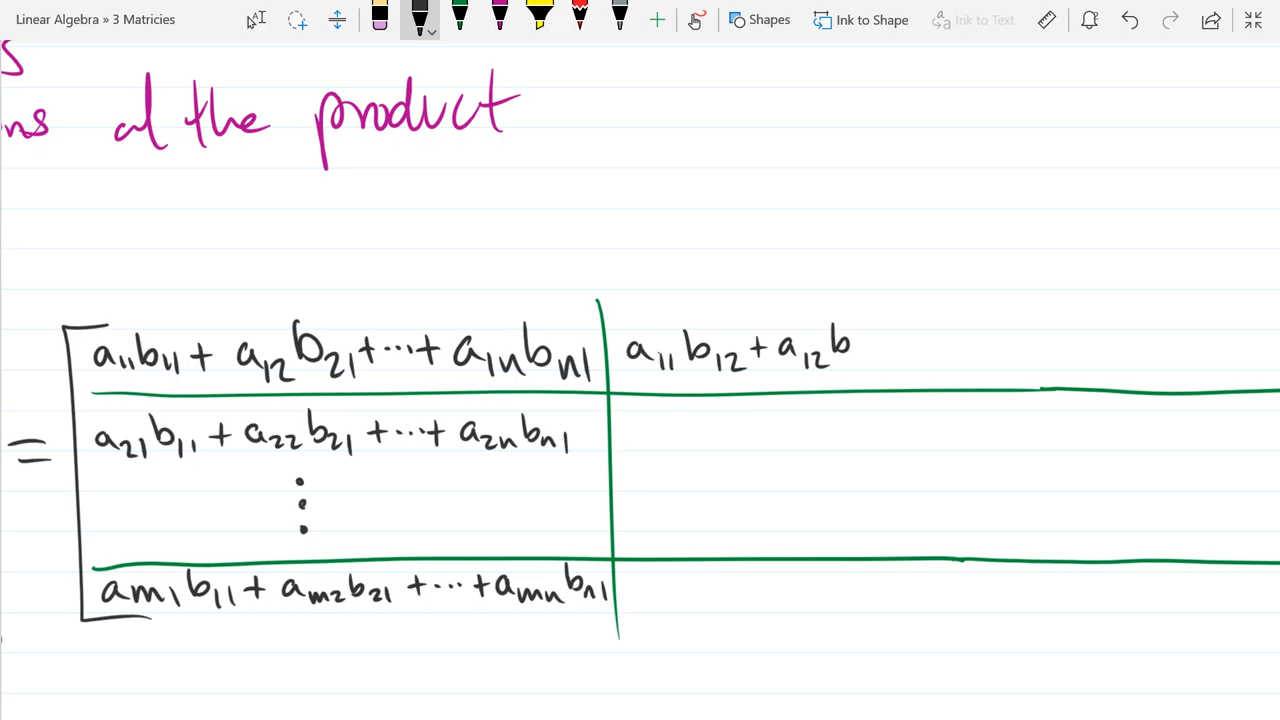 Linear Algebra » 3 Matricies
Shapes
Ink to Shape
Ink to Text
s
ns of the product
a₁₁b₁₁ + a₁₂b₂₁ + ⋯ + a₁ₙbₙ₁ a₁₁b₁₂ + a₁₂b
=
a₂₁b₁₁ + a₂₂b₂₁ + ⋯ + a₂ₙbₙ₁
⋮
aₘ₁b₁₁ + aₘ₂b₂₁ + ⋯ + aₘₙbₙ₁